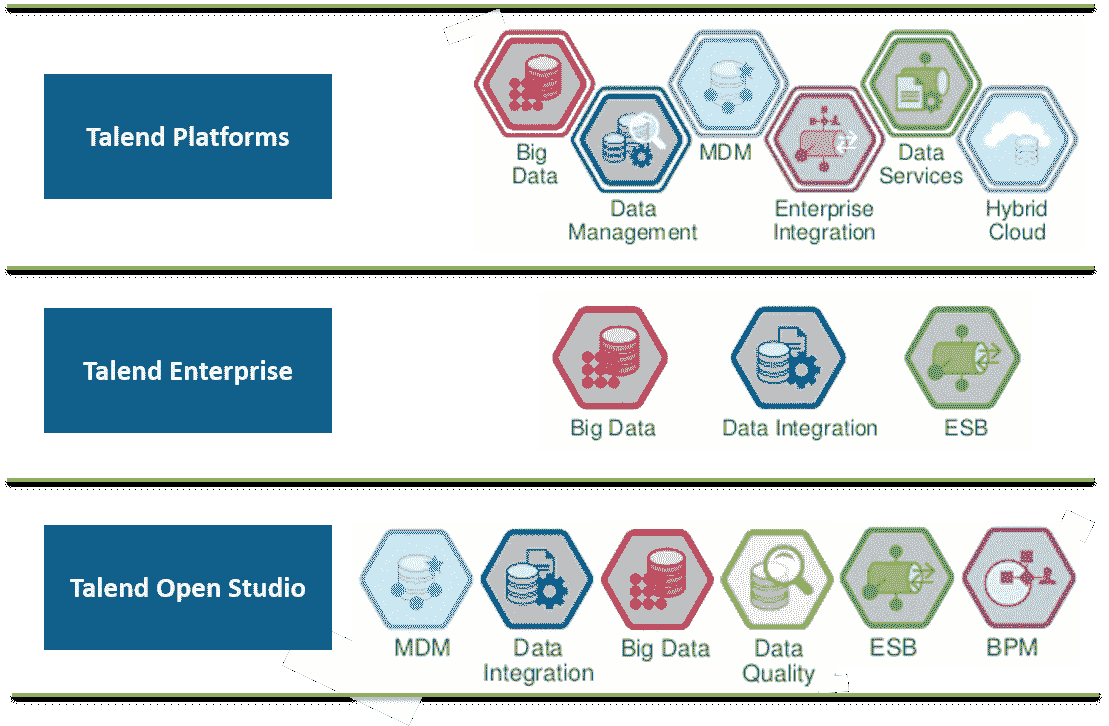 Talend Platforms
Big
Data
Data
Management
MDM
Enterprise
Integration
Data
Services
Hybrid
Cloud
Talend Enterprise
Big Data
Data Integration
ESB
Talend Open Studio
MDM
Data
Integration
Big Data
Data
Quality
ESB
BPM